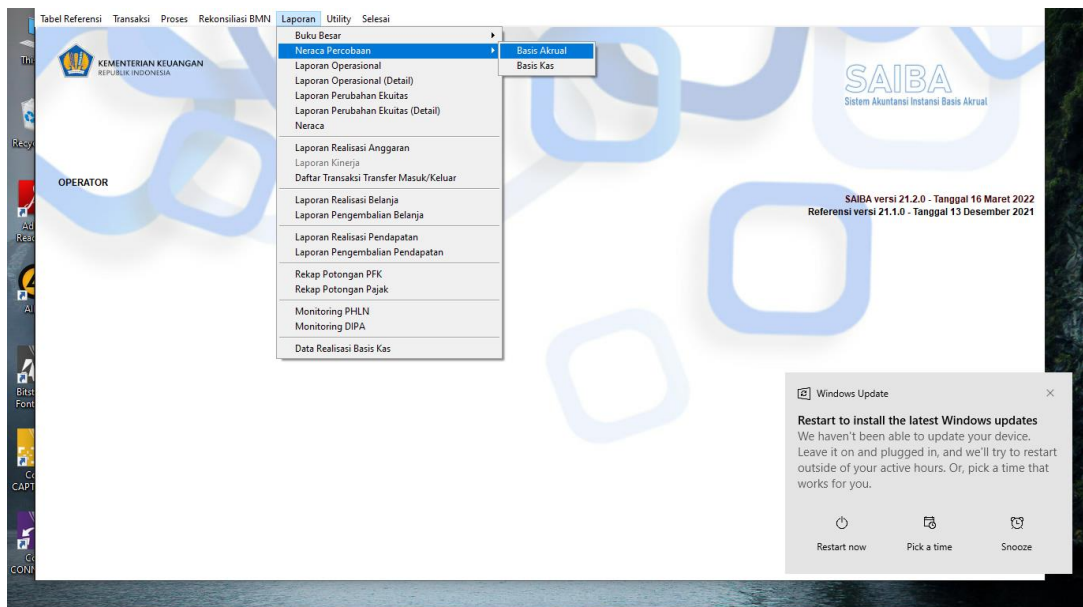 Tabel Referensi Transaksi Proses Rekonsiliasi BMN Laporan Utility Selesai
KEMENTERIAN KEUANGAN
REPUBLIK INDONESIA
OPERATOR
Buku Besar
Neraca Percobaan
Laporan Operasional
Laporan Operasional (Detail)
Laporan Perubahan Ekuitas
Laporan Perubahan Ekuitas (Detail)
Neraca
Laporan Realisasi Anggaran
Laporan Kinerja
Daftar Transaksi Transfer Masuk/Keluar
Laporan Realisasi Belanja
Laporan Pengembalian Belanja
Laporan Realisasi Pendapatan
Laporan Pengembalian Pendapatan
Rekap Potongan PFK
Rekap Potongan Pajak
Monitoring PHLN
Monitoring DIPA
Data Realisasi Basis Kas
Basis Akrual
Basis Kas
SAIBA
Sistem Akuntansi Instansi Basis Akrual
SAIBA versi 21.2.0 - Tanggal 16 Maret 2022
Referensi versi 21.1.0 - Tanggal 13 Desember 2021
Windows Update
Restart to install the latest Windows updates
We haven't been able to update your device.
Leave it on and plugged in, and we'll try to restart
outside of your active hours. Or, pick a time that
works for you.
Restart now Pick a time Snooze